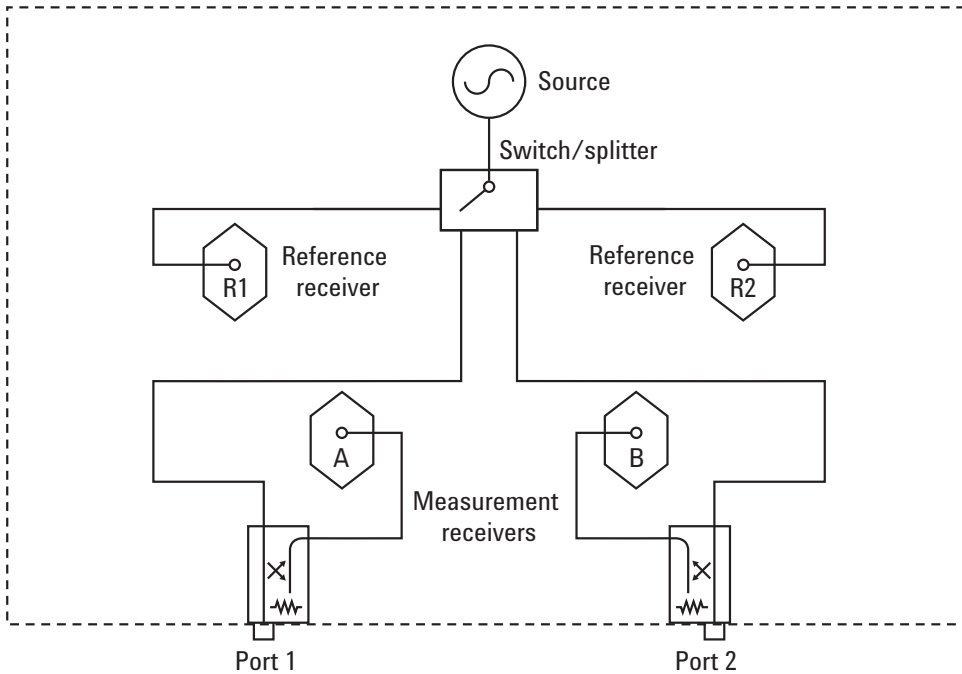 Source
Switch/splitter
Reference
receiver
R1
Reference
receiver
R2
A
B
Measurement
receivers
Port 1
Port 2